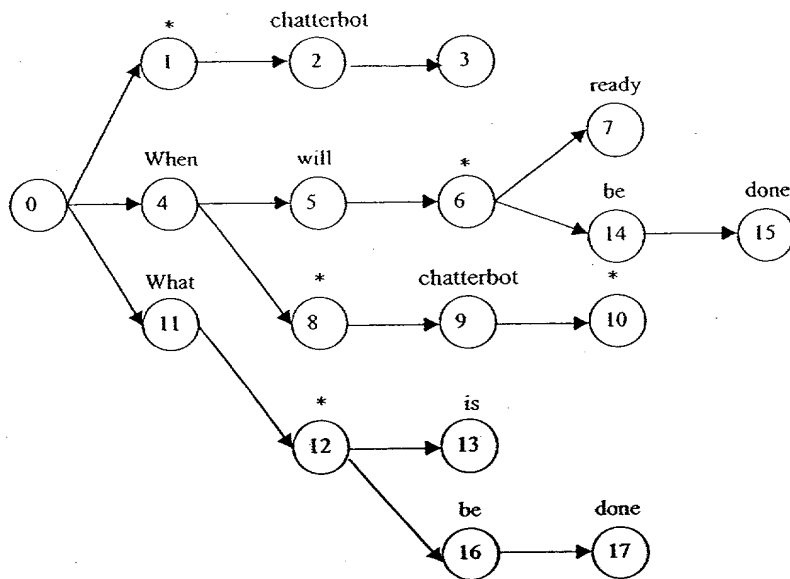 * chatterbot
1 2 3
ready
7
When will *
0 4 5 6
be done
14 15
What * chatterbot *
11 8 9 10
* is
12 13
be done
16 17